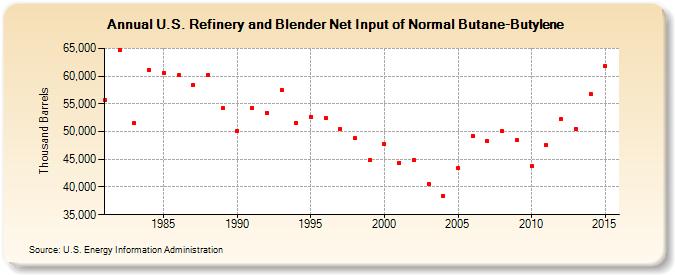 Annual U.S. Refinery and Blender Net Input of Normal Butane-Butylene
Thousand Barrels
65,000
60,000
55,000
50,000
45,000
40,000
35,000
1985 1990 1995 2000 2005 2010 2015
Source: U.S. Energy Information Administration